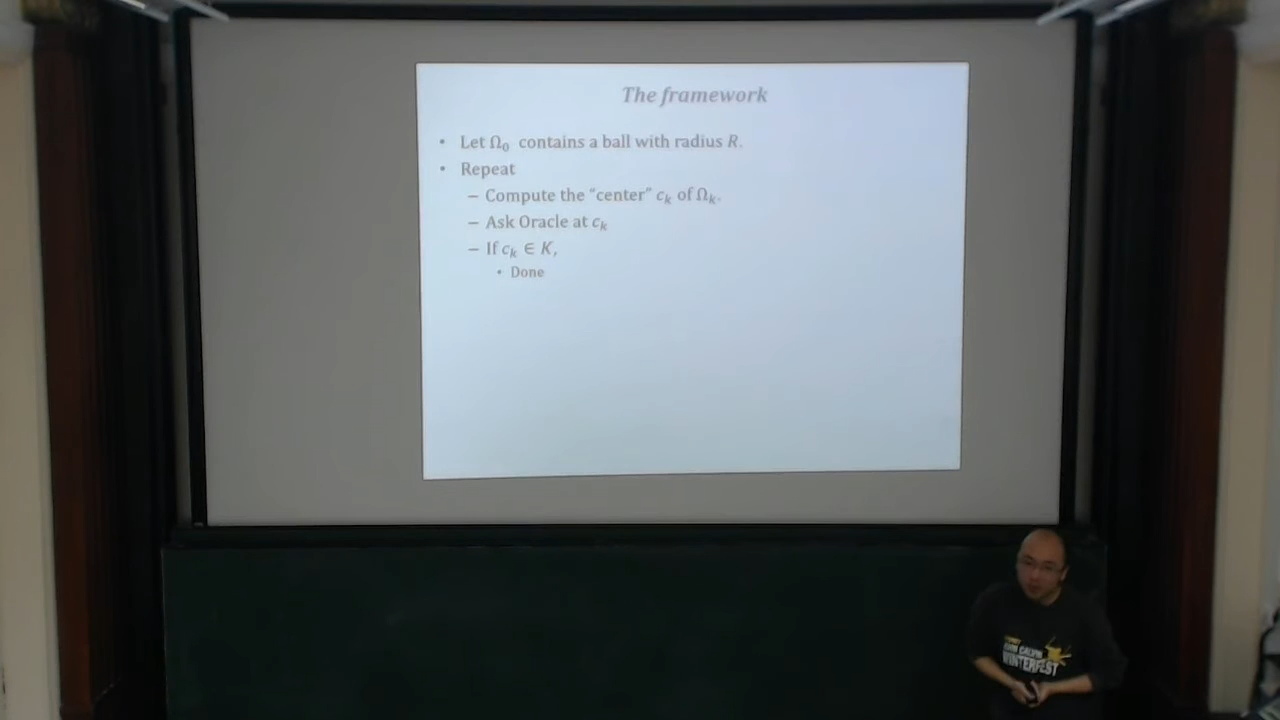 The framework
• Let Ω₀ contains a ball with radius R.
• Repeat
– Compute the “center” cₖ of Ωₖ.
– Ask Oracle at cₖ
– If cₖ ∈ K,
• Done
WINTERFEST